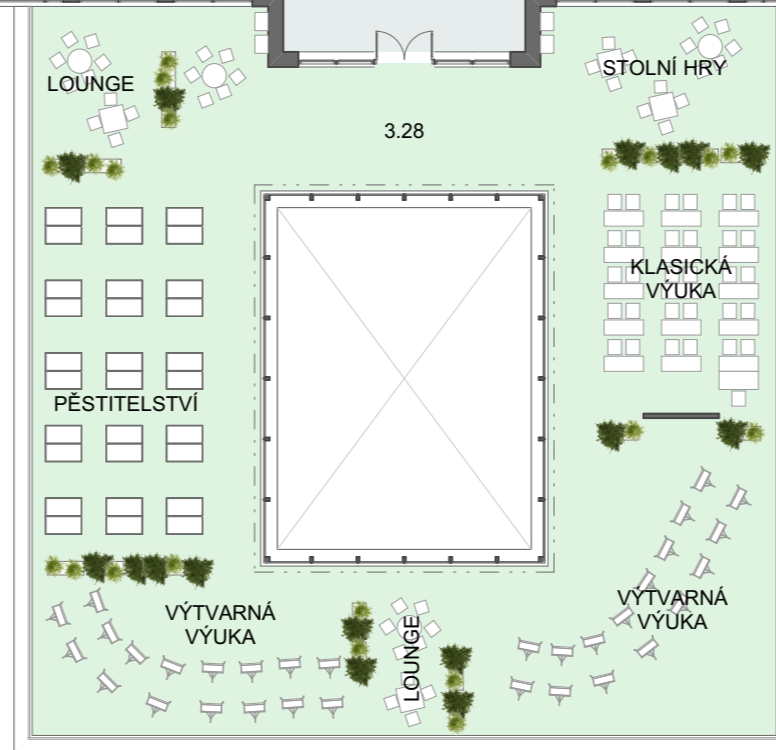 LOUNGE
STOLNÍ HRY
3.28
KLASICKÁ
VÝUKA
PĚSTITELSTVÍ
VÝTVARNÁ
VÝUKA
LOUNGE
VÝTVARNÁ
VÝUKA